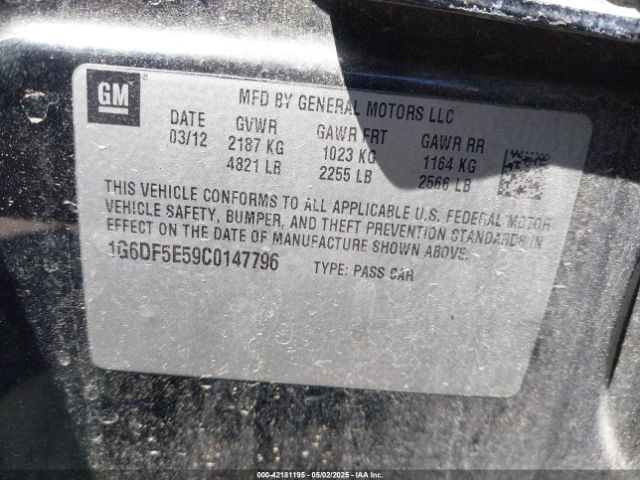 GM
MFD BY GENERAL MOTORS LLC
DATE GVWR GAWR FRT GAWR RR
03/12 2187 KG 1023 KG 1164 KG
4821 LB 2255 LB 2566 LB
THIS VEHICLE CONFORMS TO ALL APPLICABLE U.S. FEDERAL MOTOR
VEHICLE SAFETY, BUMPER, AND THEFT PREVENTION STANDARDS IN
EFFECT ON THE DATE OF MANUFACTURE SHOWN ABOVE.
1G6DF5E59C0147796 TYPE: PASS CAR
000-42181195 - 05/02/2025 - Copyright © IAA, Inc.